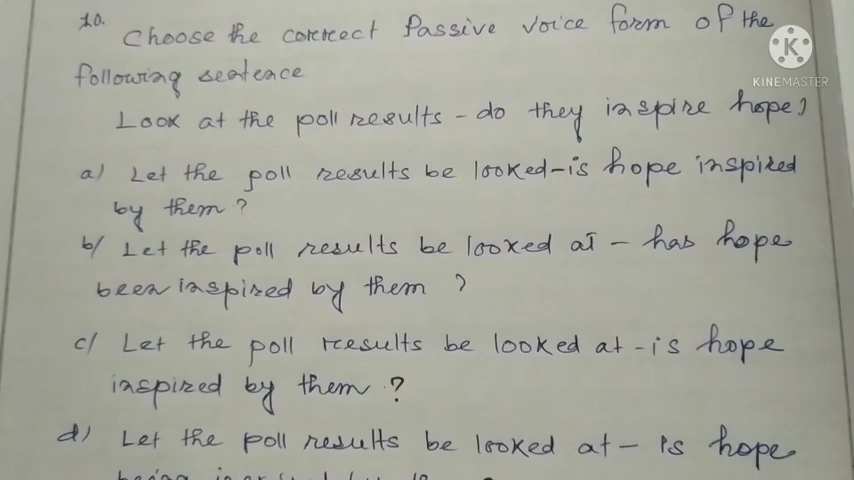 10.
Choose the correct Passive voice form of the
K
KINEMASTER
following sentence
Look at the poll results - do they inspire hope?
a) Let the poll results be looked - is hope inspired
by them?
b) Let the poll results be looked at - has hope
been inspired by them?
c) Let the poll results be looked at - is hope
inspired by them?
d) Let the poll results be looked at - is hope
being